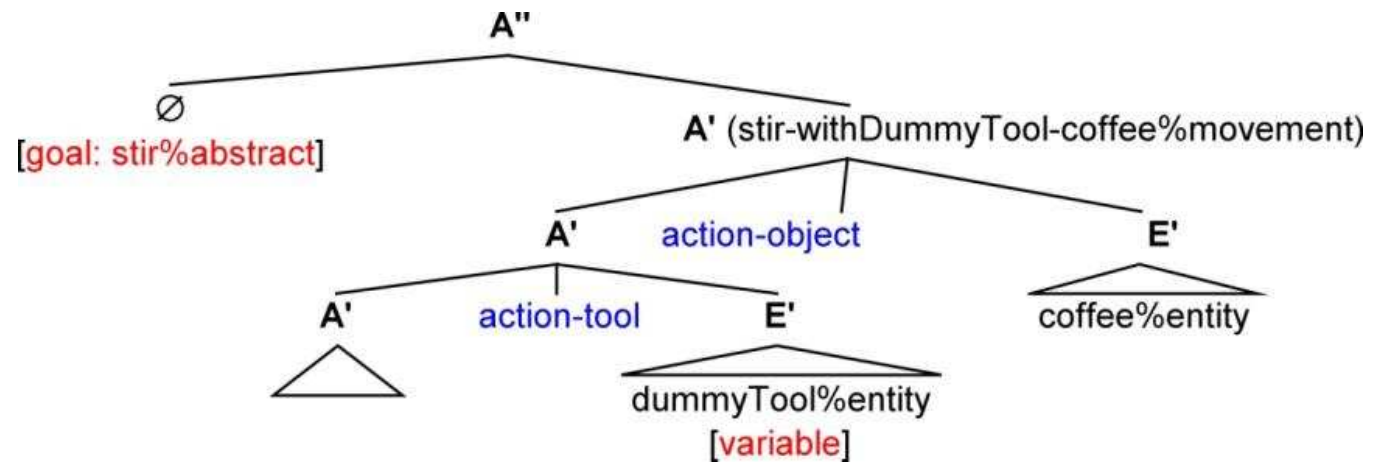 A"
∅
[goal: stir%abstract]
A' (stir-withDummyTool-coffee%movement)
A' action-object E'
A' action-tool E' coffee%entity
dummyTool%entity
[variable]